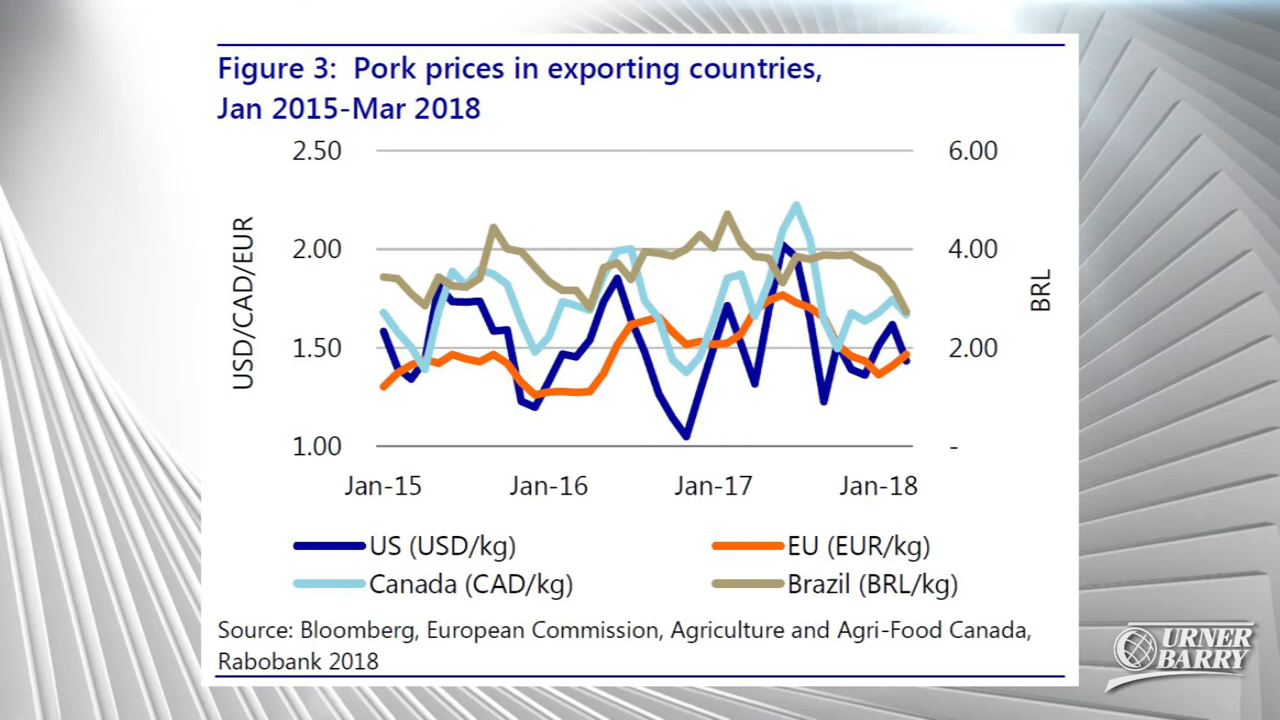 Figure 3: Pork prices in exporting countries,
Jan 2015-Mar 2018
2.50
6.00
2.00
4.00
1.50
2.00
1.00
-
USD/CAD/EUR
BRL
Jan-15
Jan-16
Jan-17
Jan-18
US (USD/kg)
EU (EUR/kg)
Canada (CAD/kg)
Brazil (BRL/kg)
Source: Bloomberg, European Commission, Agriculture and Agri-Food Canada,
Rabobank 2018
URNER
BARRY